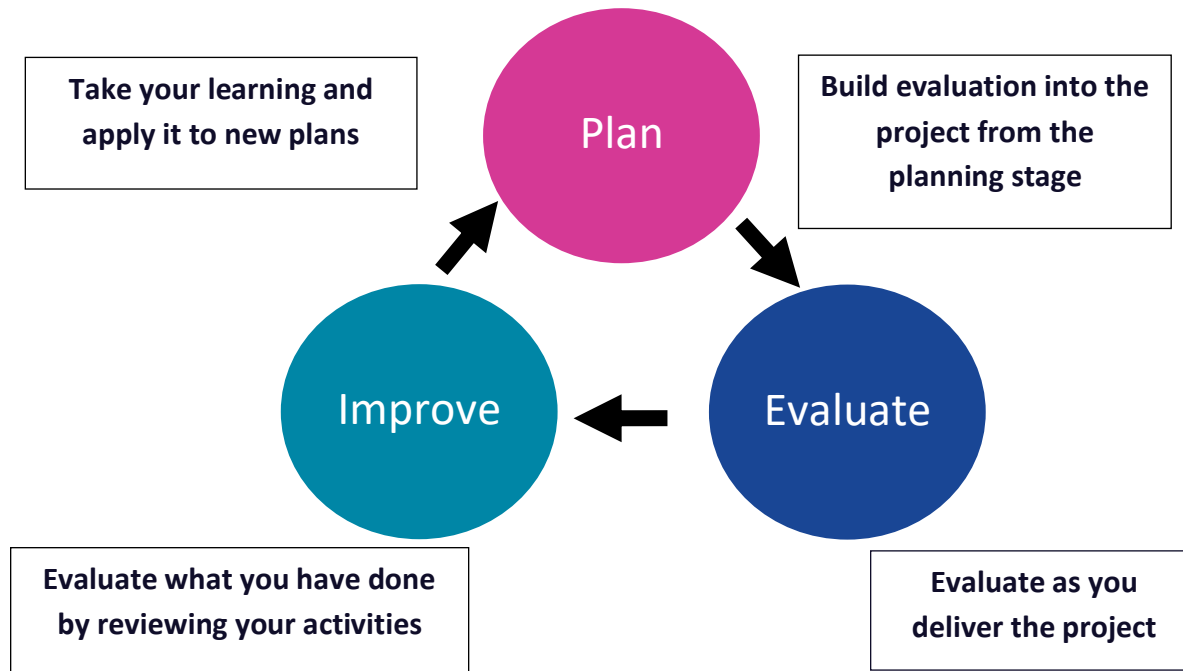 Take your learning and
apply it to new plans
Plan
Build evaluation into the
project from the
planning stage
Improve
Evaluate
Evaluate what you have done
by reviewing your activities
Evaluate as you
deliver the project